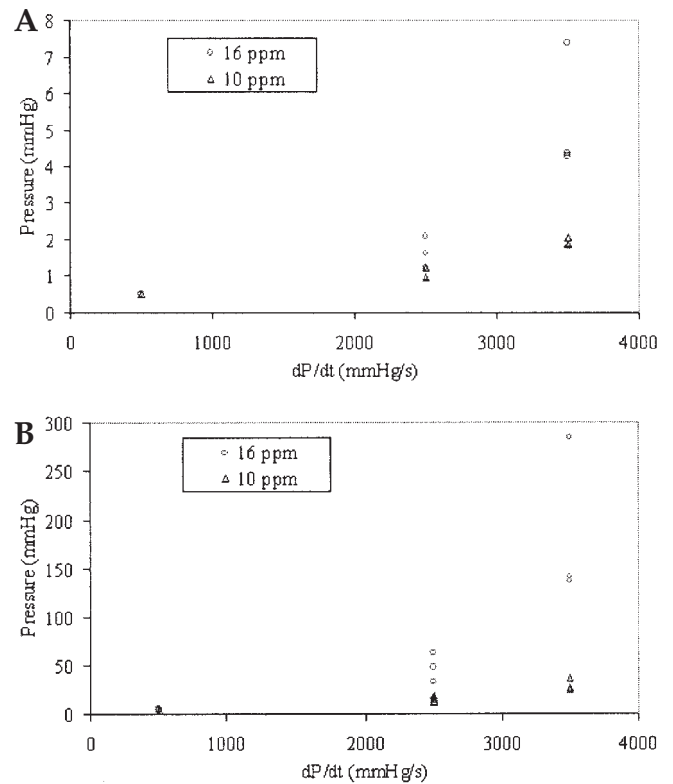 A
8
7
6
5
4
3
2
1
0
Pressure (mmHg)
16 ppm
10 ppm
0 1000 2000 3000 4000
dP/dt (mmHg/s)
B
300
250
200
150
100
50
0
Pressure (mmHg)
16 ppm
10 ppm
0 1000 2000 3000 4000
dP/dt (mmHg/s)